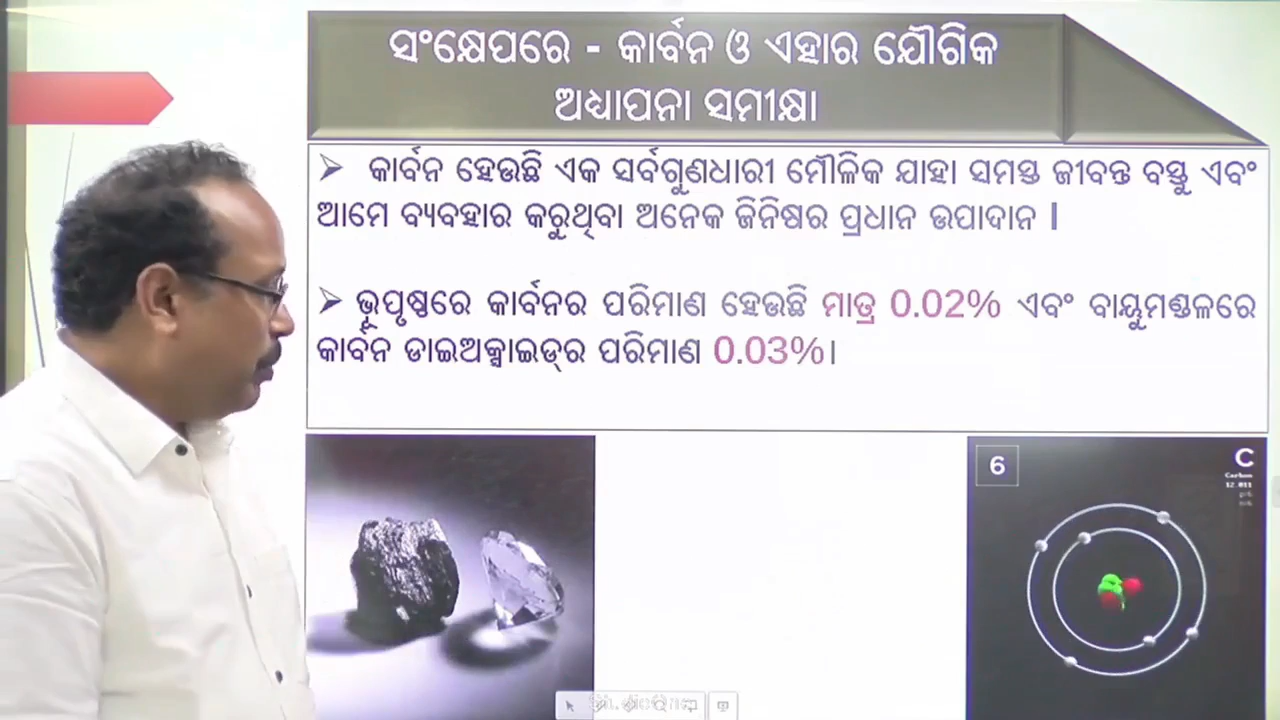 ସଂକ୍ଷେପରେ - କାର୍ବନ ଓ ଏହାର ଯୌଗିକ
ଅଧ୍ୟାପନା ସମୀକ୍ଷା
➢ କାର୍ବନ ହେଉଛି ଏକ ସର୍ବଗୁଣଧାରୀ ମୌଳିକ ଯାହା ସମସ୍ତ ଜୀବନ୍ତ ବସ୍ତୁ ଏବଂ
ଆମେ ବ୍ୟବହାର କରୁଥିବା ଅନେକ ଜିନିଷର ପ୍ରଧାନ ଉପାଦାନ ।
➢ ଭୂପୃଷ୍ଠରେ କାର୍ବନର ପରିମାଣ ହେଉଛି ମାତ୍ର 0.02% ଏବଂ ବାୟୁମଣ୍ଡଳରେ
କାର୍ବନ ଡାଇଅକ୍ସାଇଡ୍‌ର ପରିମାଣ 0.03%।
6
C
Carbon
12.011